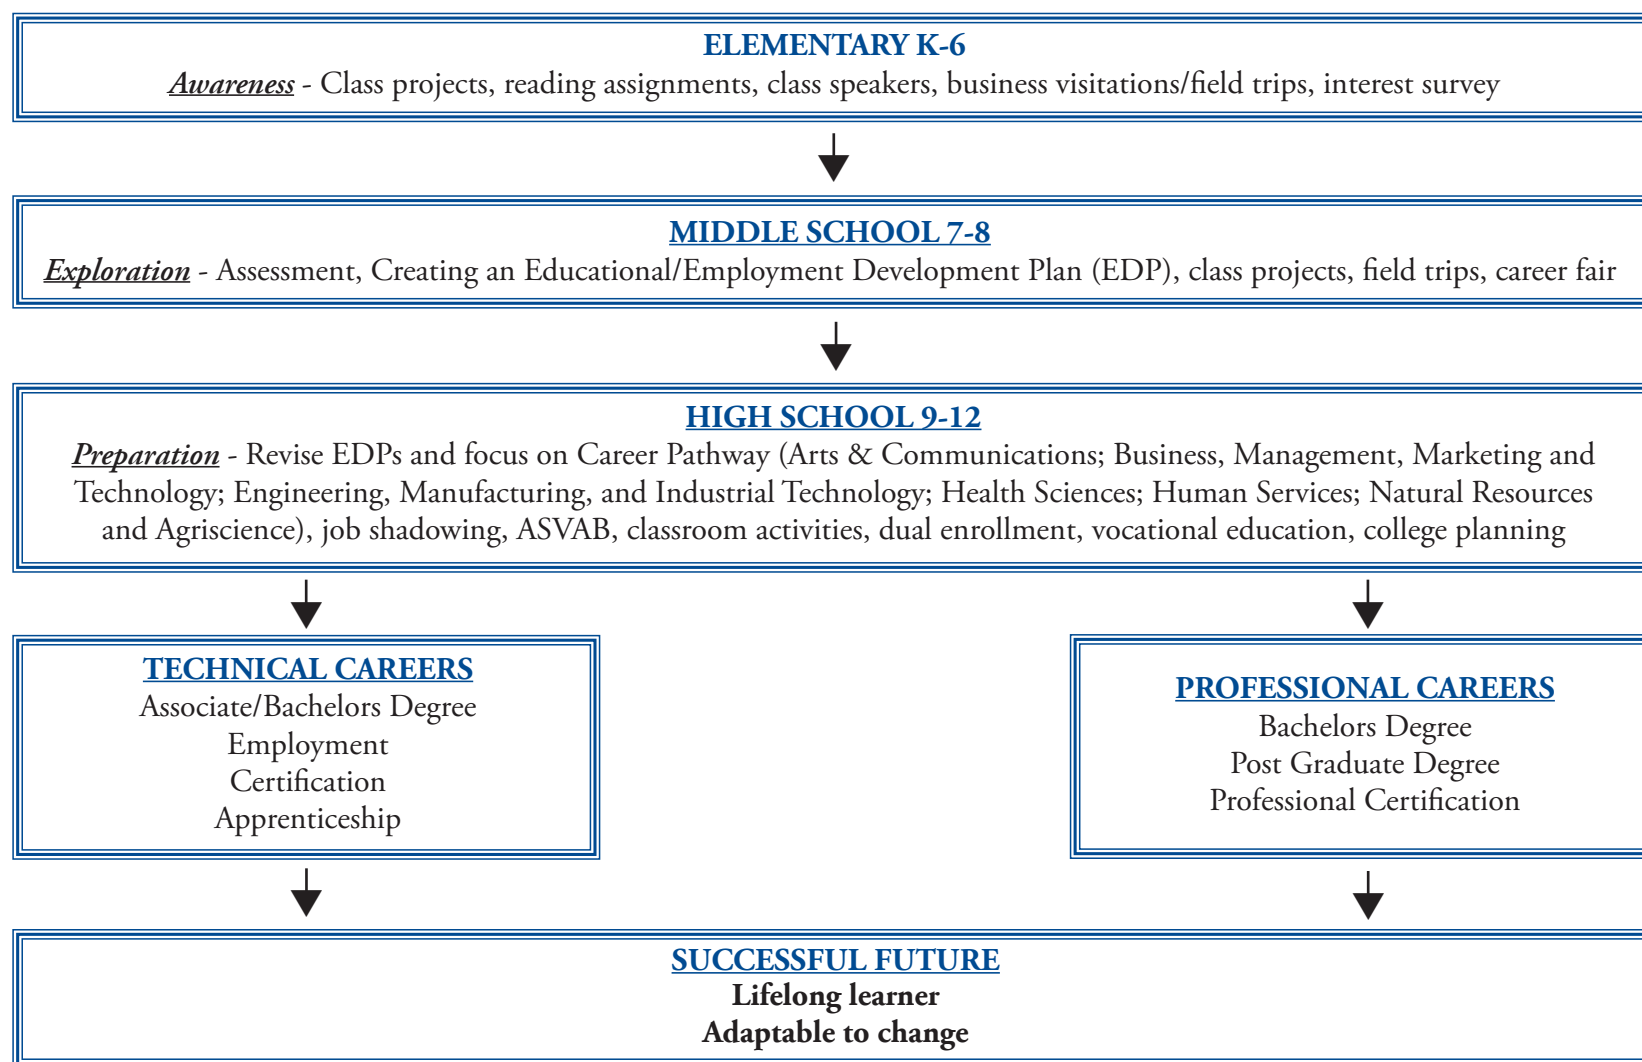 ELEMENTARY K-6
Awareness - Class projects, reading assignments, class speakers, business visitations/field trips, interest survey
MIDDLE SCHOOL 7-8
Exploration - Assessment, Creating an Educational/Employment Development Plan (EDP), class projects, field trips, career fair
HIGH SCHOOL 9-12
Preparation - Revise EDPs and focus on Career Pathway (Arts & Communications; Business, Management, Marketing and
Technology; Engineering, Manufacturing, and Industrial Technology; Health Sciences; Human Services; Natural Resources
and Agriscience), job shadowing, ASVAB, classroom activities, dual enrollment, vocational education, college planning
TECHNICAL CAREERS
Associate/Bachelors Degree
Employment
Certification
Apprenticeship
PROFESSIONAL CAREERS
Bachelors Degree
Post Graduate Degree
Professional Certification
SUCCESSFUL FUTURE
Lifelong learner
Adaptable to change